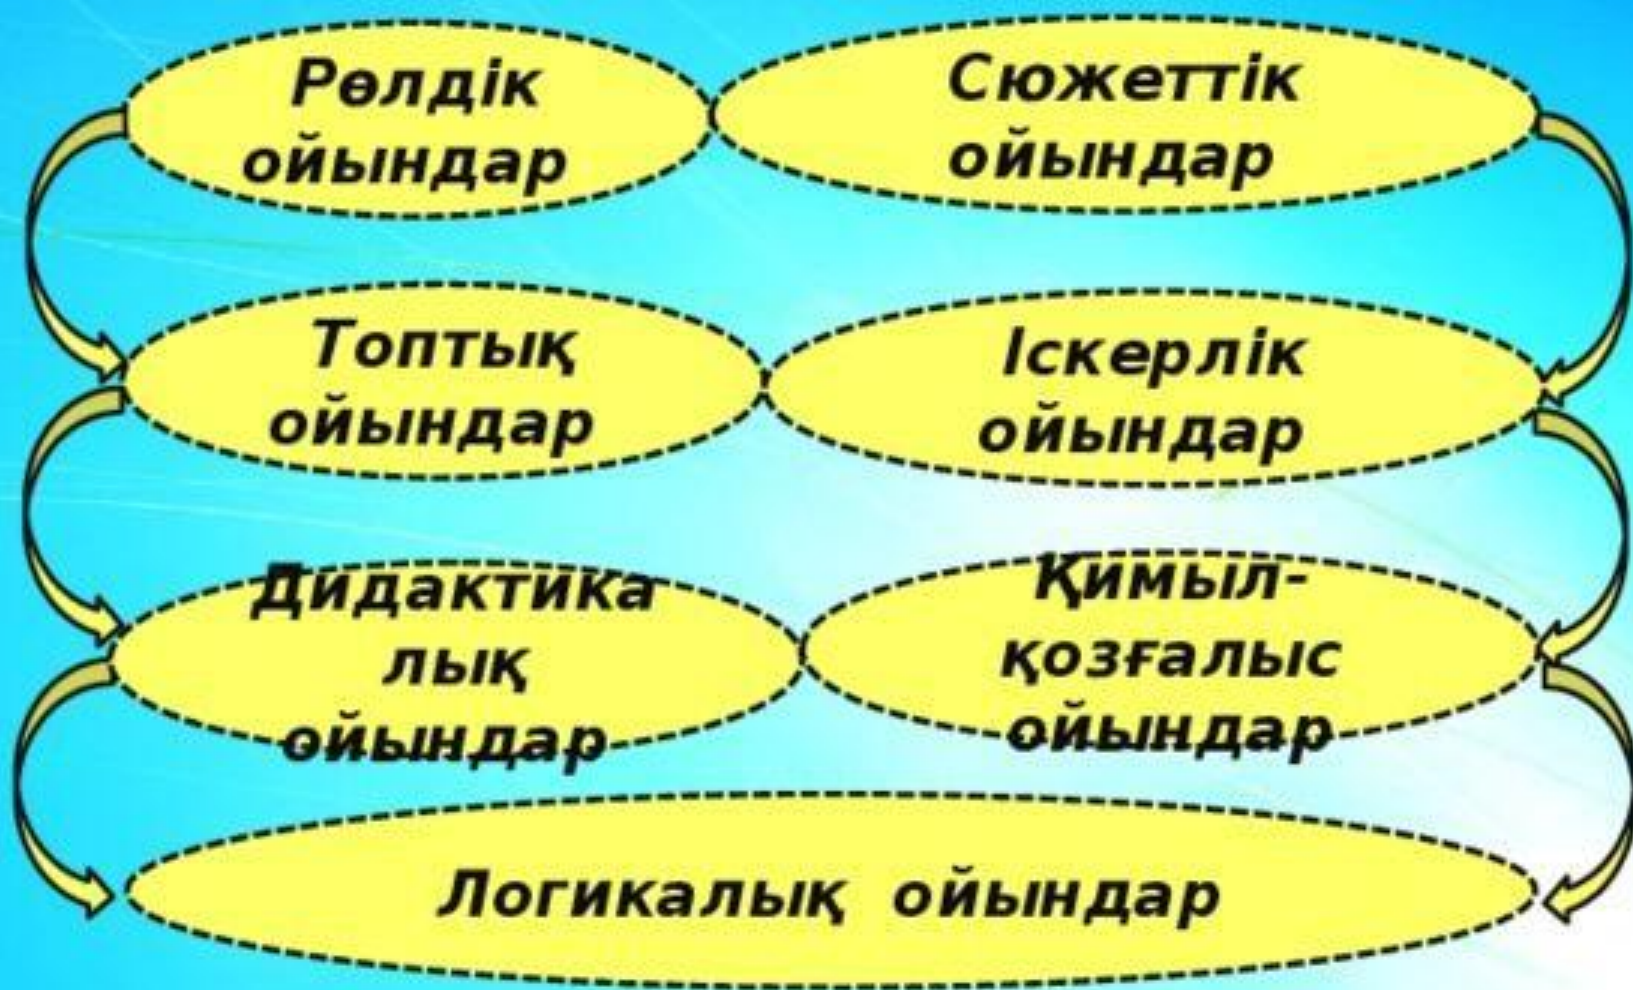 Рөлдік
ойындар
Сюжеттік
ойындар
Топтық
ойындар
Іскерлік
ойындар
Дидактика
лық
ойындар
Қимыл-
қозғалыс
ойындар
Логикалық ойындар